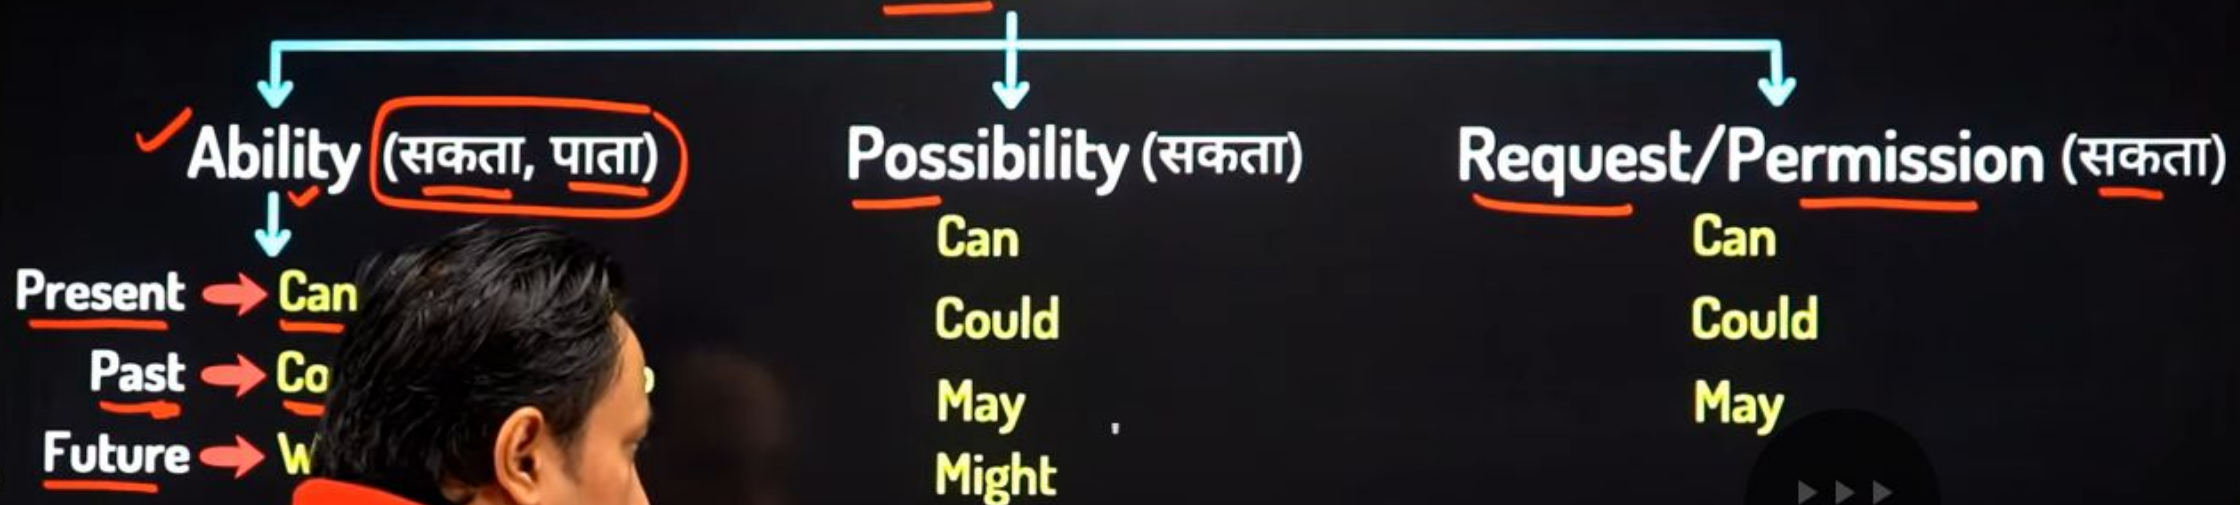 Ability (सकता, पाता)
Present Can
Past
Future
Possibility (सकता)
Can
Could
May
Might
Request/Permission (सकता)
Can
Could
May